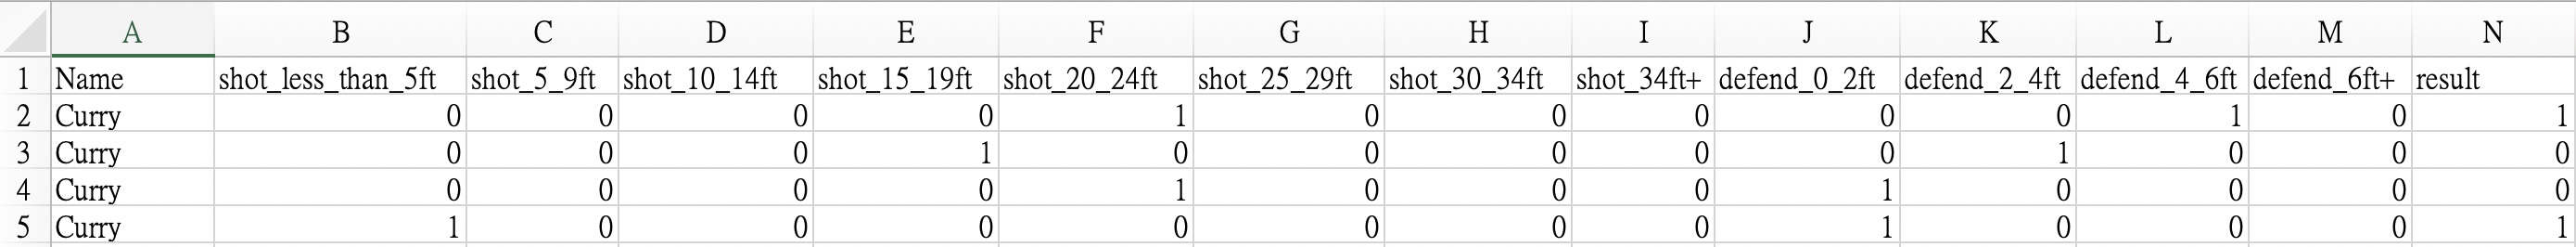 A B C D E F G H I J K L M N
1 Name shot_less_than_5ft shot_5_9ft shot_10_14ft shot_15_19ft shot_20_24ft shot_25_29ft shot_30_34ft shot_34ft+ defend_0_2ft defend_2_4ft defend_4_6ft defend_6ft+ result
2 Curry 0 0 0 0 1 0 0 0 0 0 1 0 1
3 Curry 0 0 0 1 0 0 0 0 0 1 0 0 0
4 Curry 0 0 0 0 1 0 0 0 1 0 0 0 0
5 Curry 1 0 0 0 0 0 0 0 1 0 0 0 1